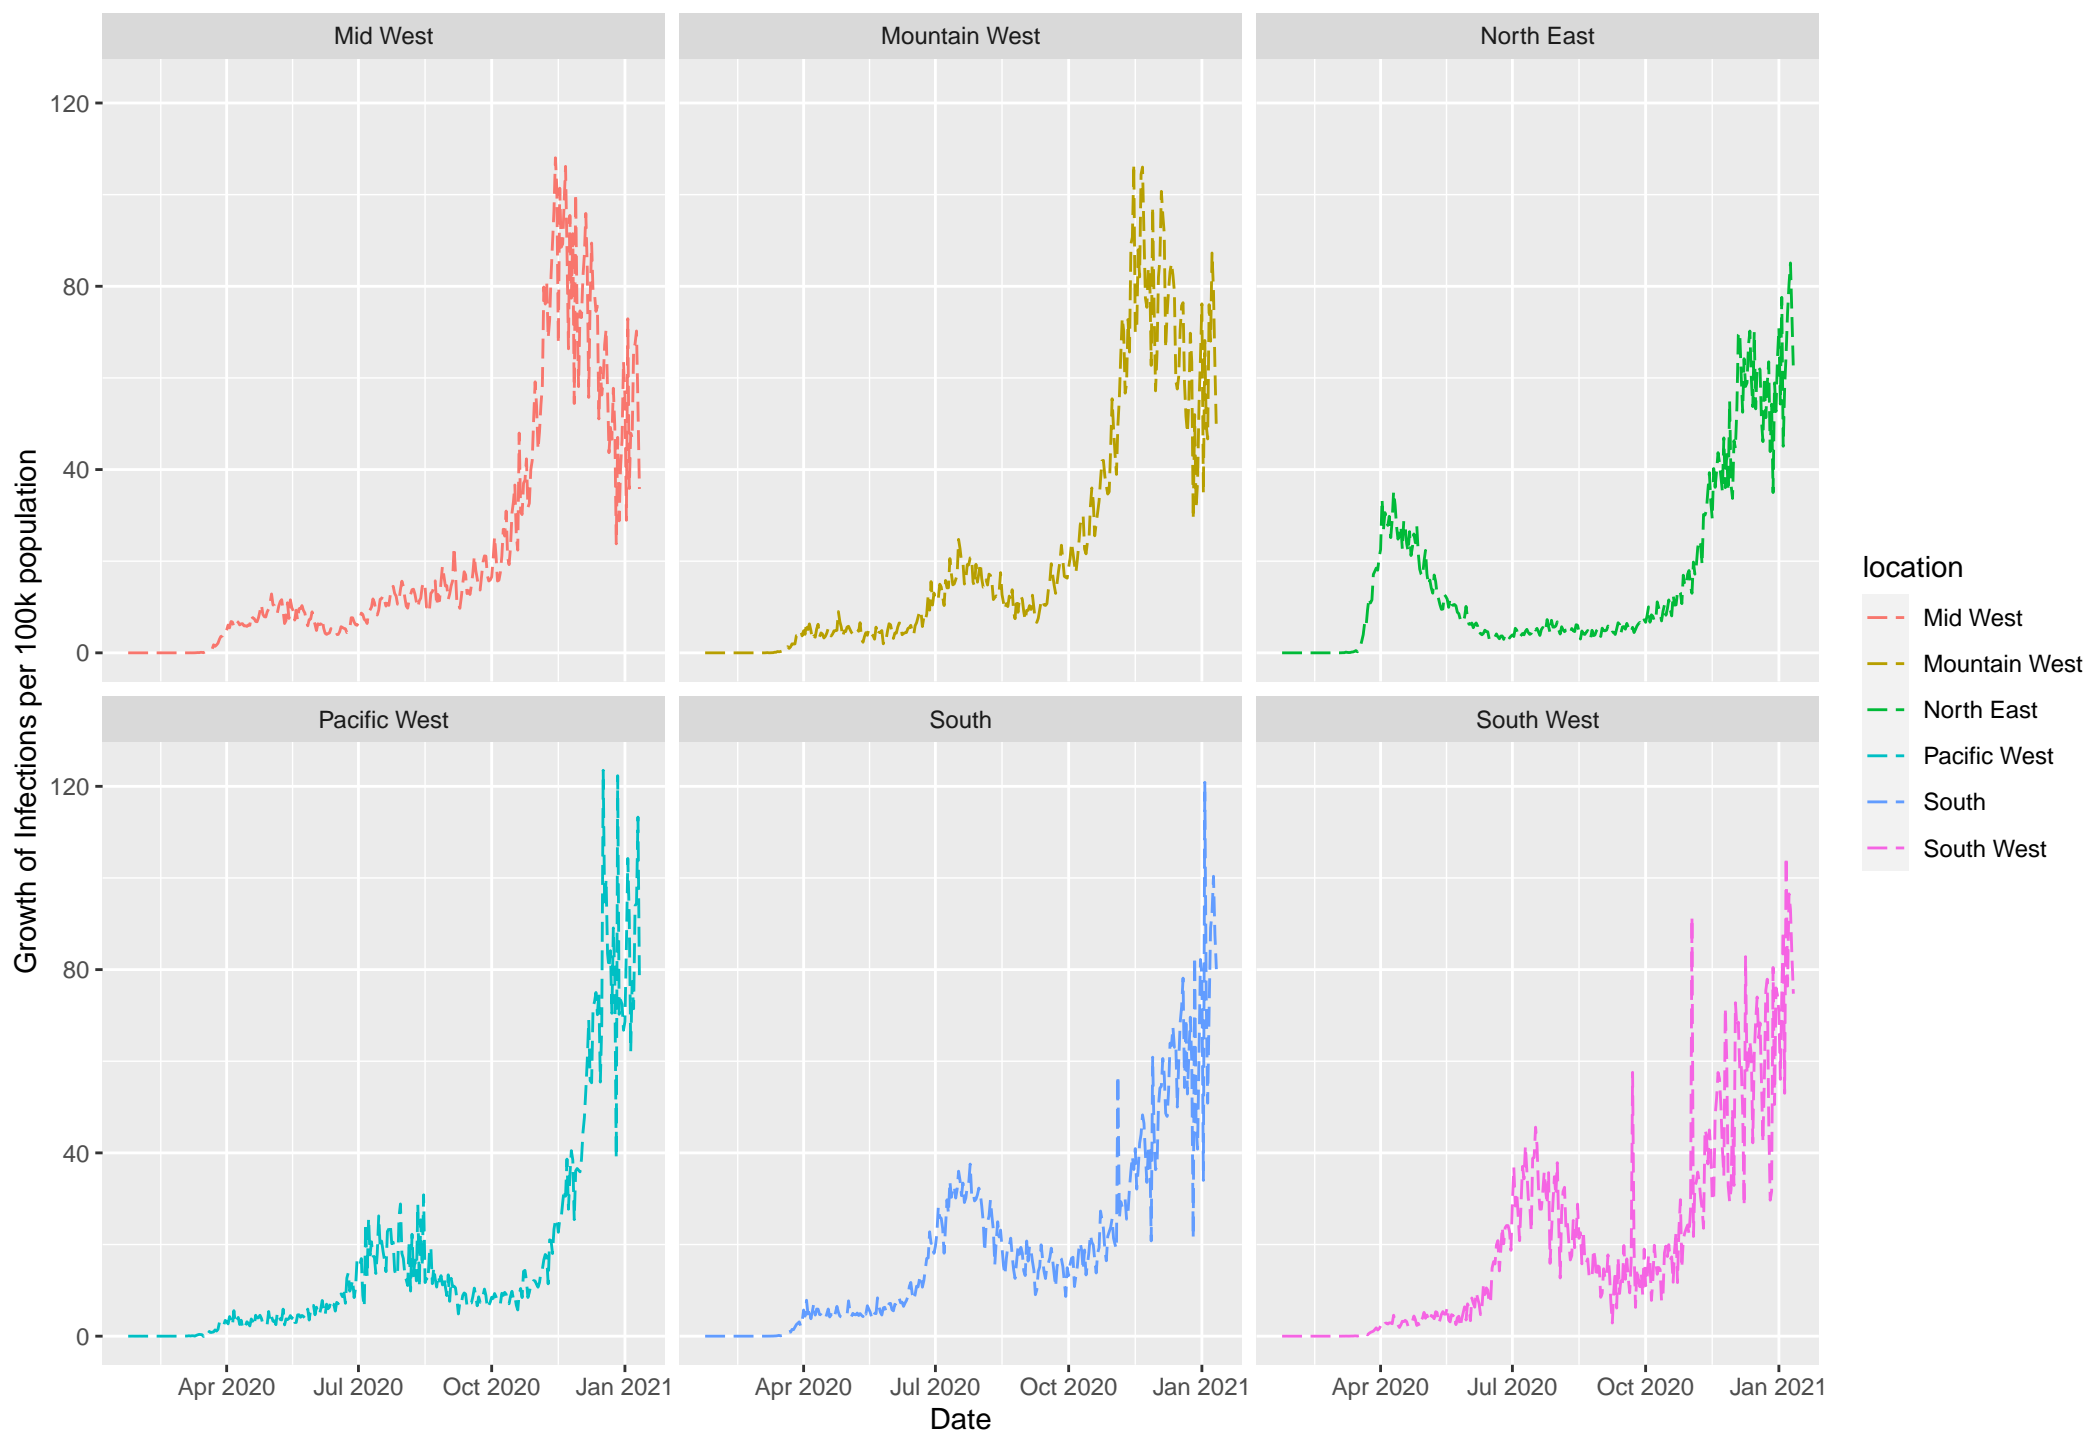 Mid West
Mountain West
North East
120
80
40
0
Pacific West
South
South West
120
80
40
0
Apr 2020 Jul 2020 Oct 2020 Jan 2021
Apr 2020 Jul 2020 Oct 2020 Jan 2021
Apr 2020 Jul 2020 Oct 2020 Jan 2021
Date
Growth of Infections per 100k population
location
Mid West
Mountain West
North East
Pacific West
South
South West